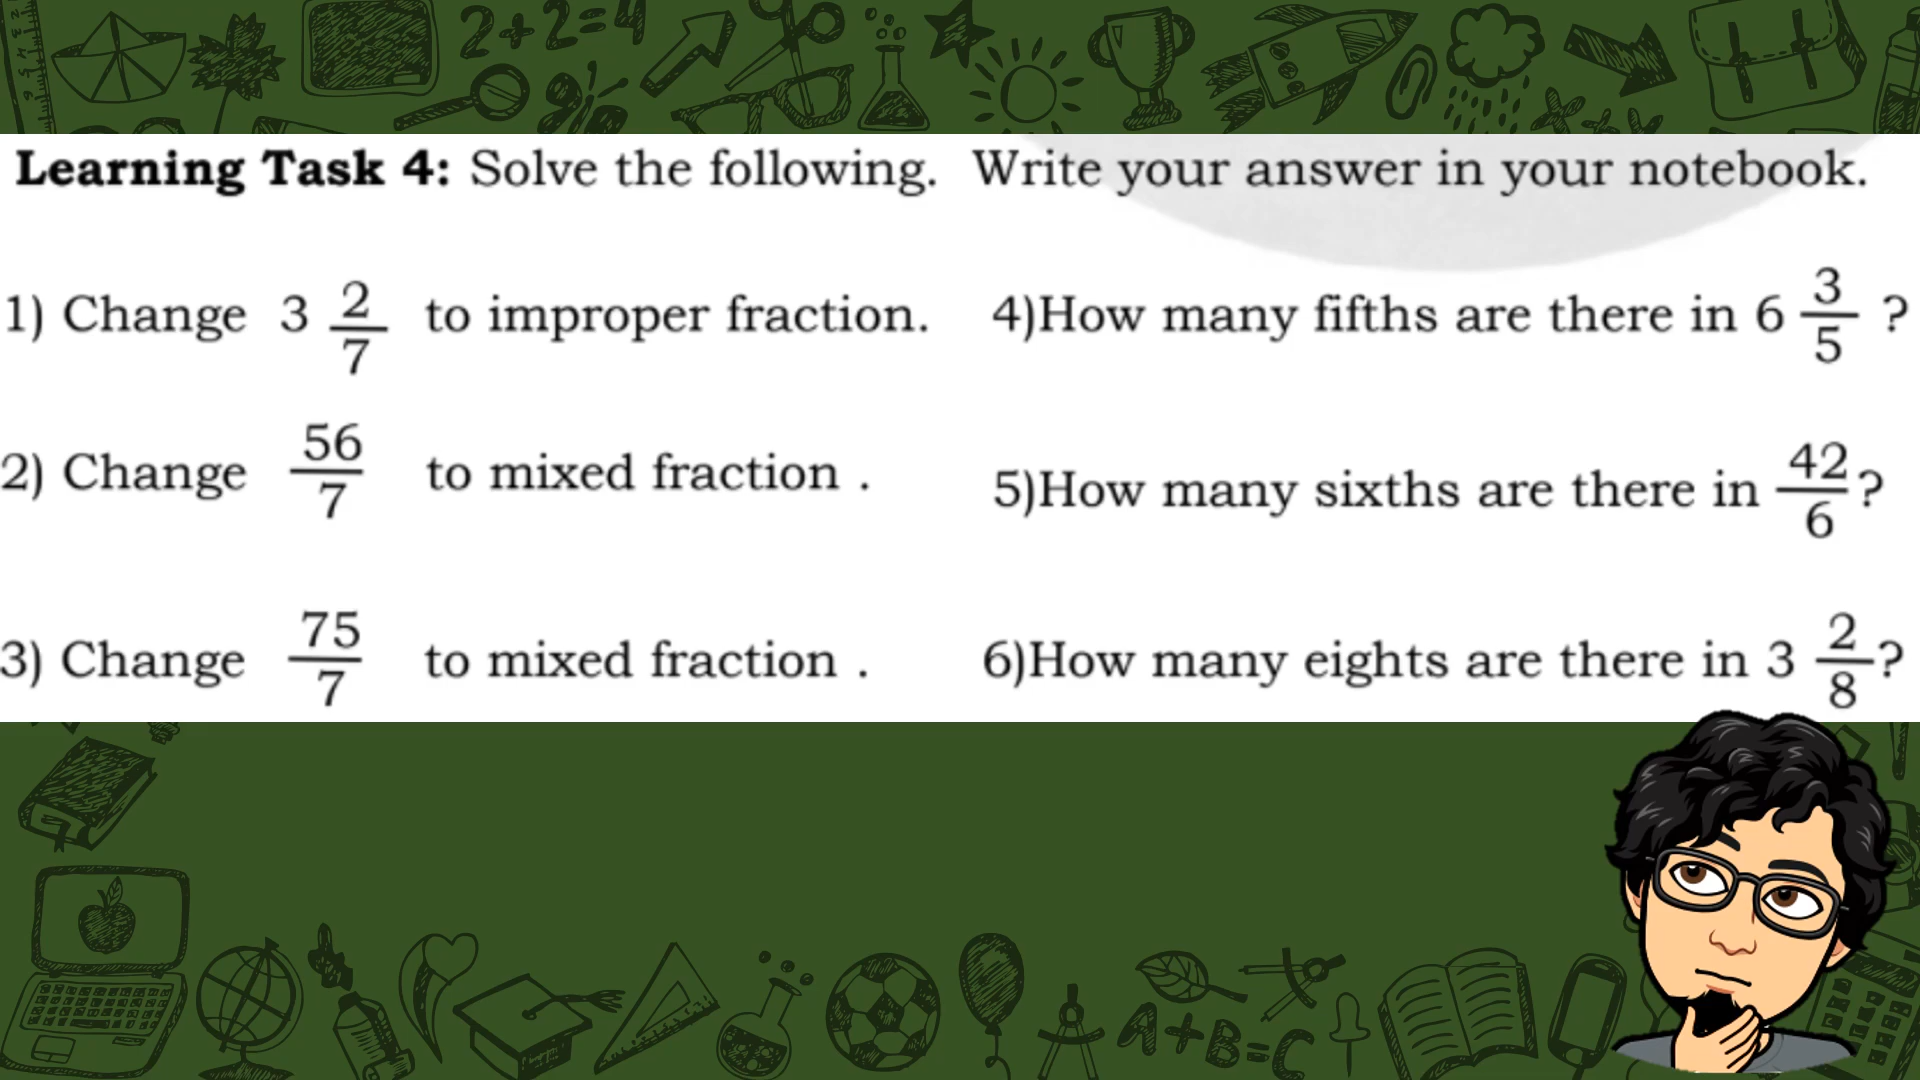 2+2=4
Learning Task 4: Solve the following. Write your answer in your notebook.
1) Change 3 2/7 to improper fraction.
2) Change 56/7 to mixed fraction .
3) Change 75/7 to mixed fraction .
4)How many fifths are there in 6 3/5 ?
5)How many sixths are there in 42/6?
6)How many eights are there in 3 2/8?
A+B=C